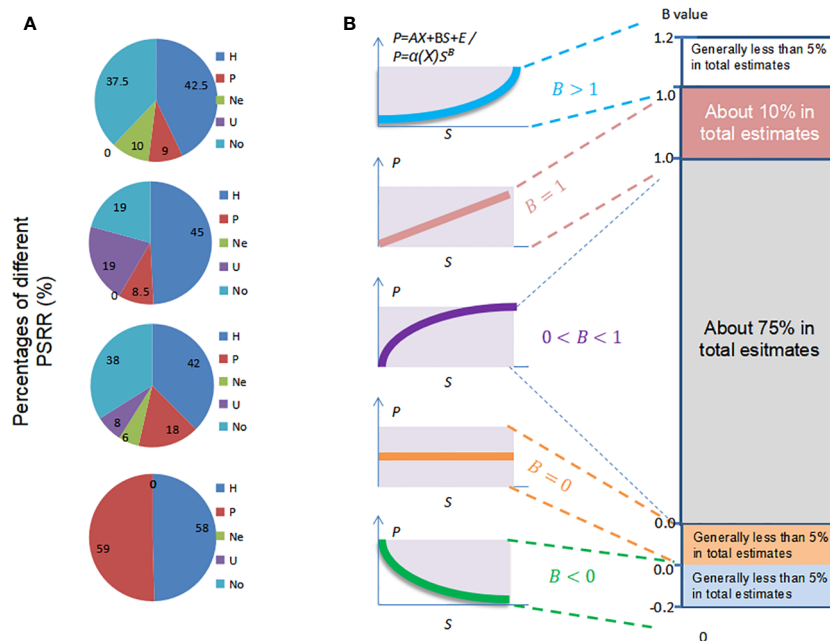 A
Percentages of different
PSRR (%)
37.5
42.5
9
10
0
H
P
Ne
U
No
19
45
19
0
8.5
H
P
Ne
U
No
38
42
8
6
18
H
P
Ne
U
No
0
59
58
H
P
Ne
U
No
B
P=AX+BS+E /
P=α(X)S^B
S
B > 1
P
S
B = 1
P
S
0 < B < 1
P
S
B = 0
P
S
B < 0
B value
1.2
Generally less than 5%
in total estimates
1.0
About 10% in
total estimates
1.0
About 75% in
total esitmates
0.0
Generally less than 5%
in total estimates
0.0
Generally less than 5%
in total estimates
-0.2
0